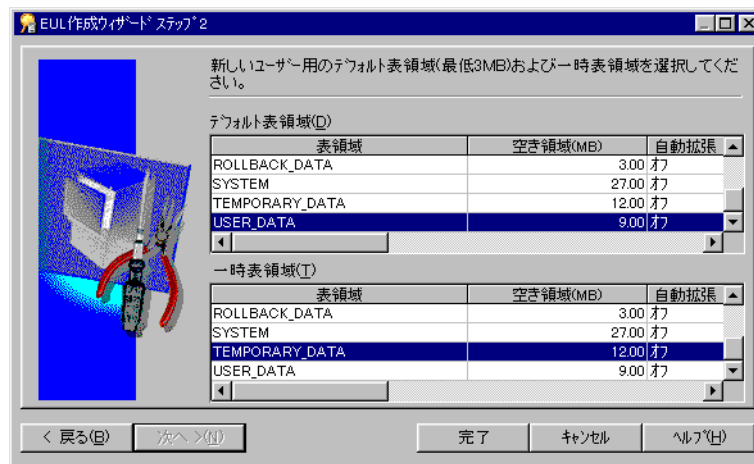 EUL作成ウィザード ステップ2
新しいユーザー用のデフォルト表領域(最低3MB)および一時表領域を選択してくだ
さい。
デフォルト表領域(D)
表領域 空き領域(MB) 自動拡張
ROLLBACK_DATA 3.00 オフ
SYSTEM 27.00 オフ
TEMPORARY_DATA 12.00 オフ
USER_DATA 9.00 オフ
一時表領域(T)
表領域 空き領域(MB) 自動拡張
ROLLBACK_DATA 3.00 オフ
SYSTEM 27.00 オフ
TEMPORARY_DATA 12.00 オフ
USER_DATA 9.00 オフ
< 戻る(B) 次へ >(N) 完了 キャンセル ヘルプ(H)